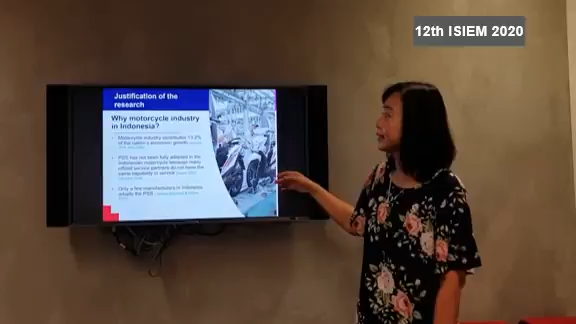 12th ISIEM 2020
Justification of the
research
Why motorcycle industry
in Indonesia?
Motorcycle industry contributes 13.2%
of the nation's economic growth
PSS has not been fully adopted in the
Indonesian motorcycle because many
official service partners do not have the
same regularity in service
Only a few manufacturers in Indonesia
adopts the PSS